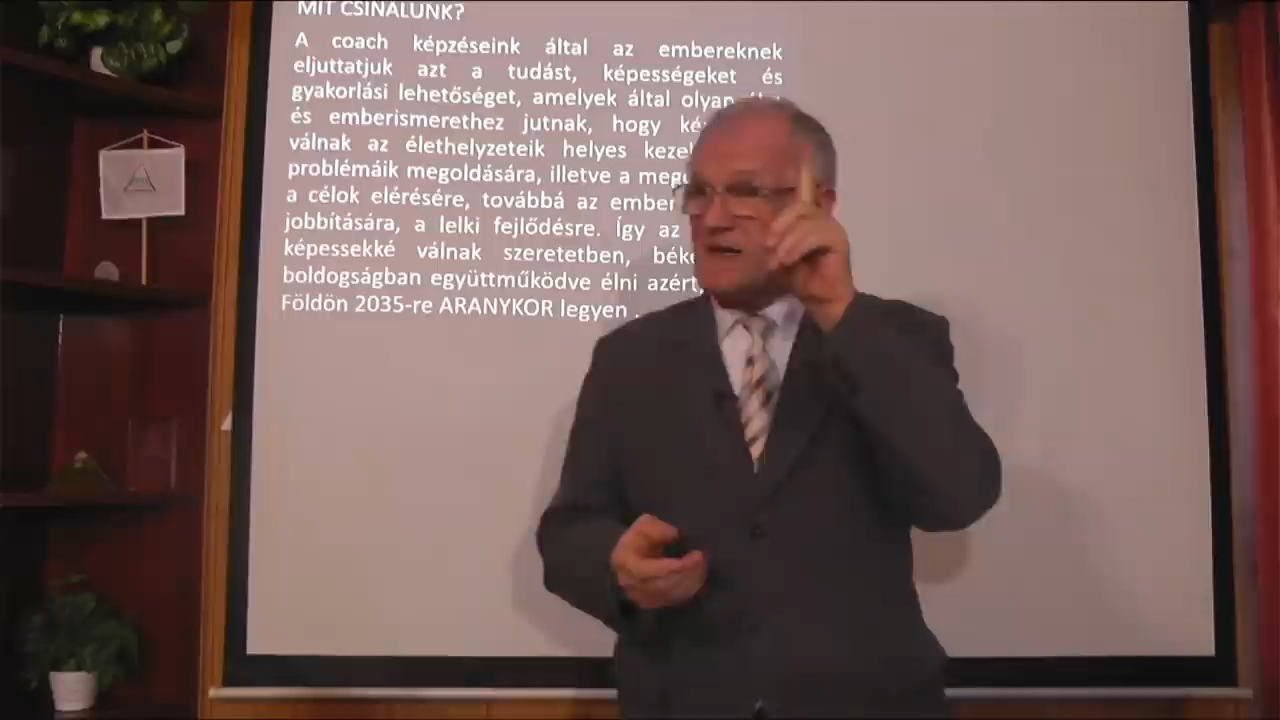 MIT CSINÁLUNK?
A coach képzéseink által az embereknek
eljuttatjuk azt a tudást, képességeket és
gyakorlási lehetőséget, amelyek által olyan
és emberismerethez jutnak, hogy
válnak az élethelyzeteik helyes
problémáik megoldására, illetve a
a célok elérésére, továbbá az ember
jobbítására, a lelki fejlődésre. Így az
képessekké válnak szeretetben,
boldogságban együttműködve élni azért,
Földön 2035-re ARANYKOR legyen .